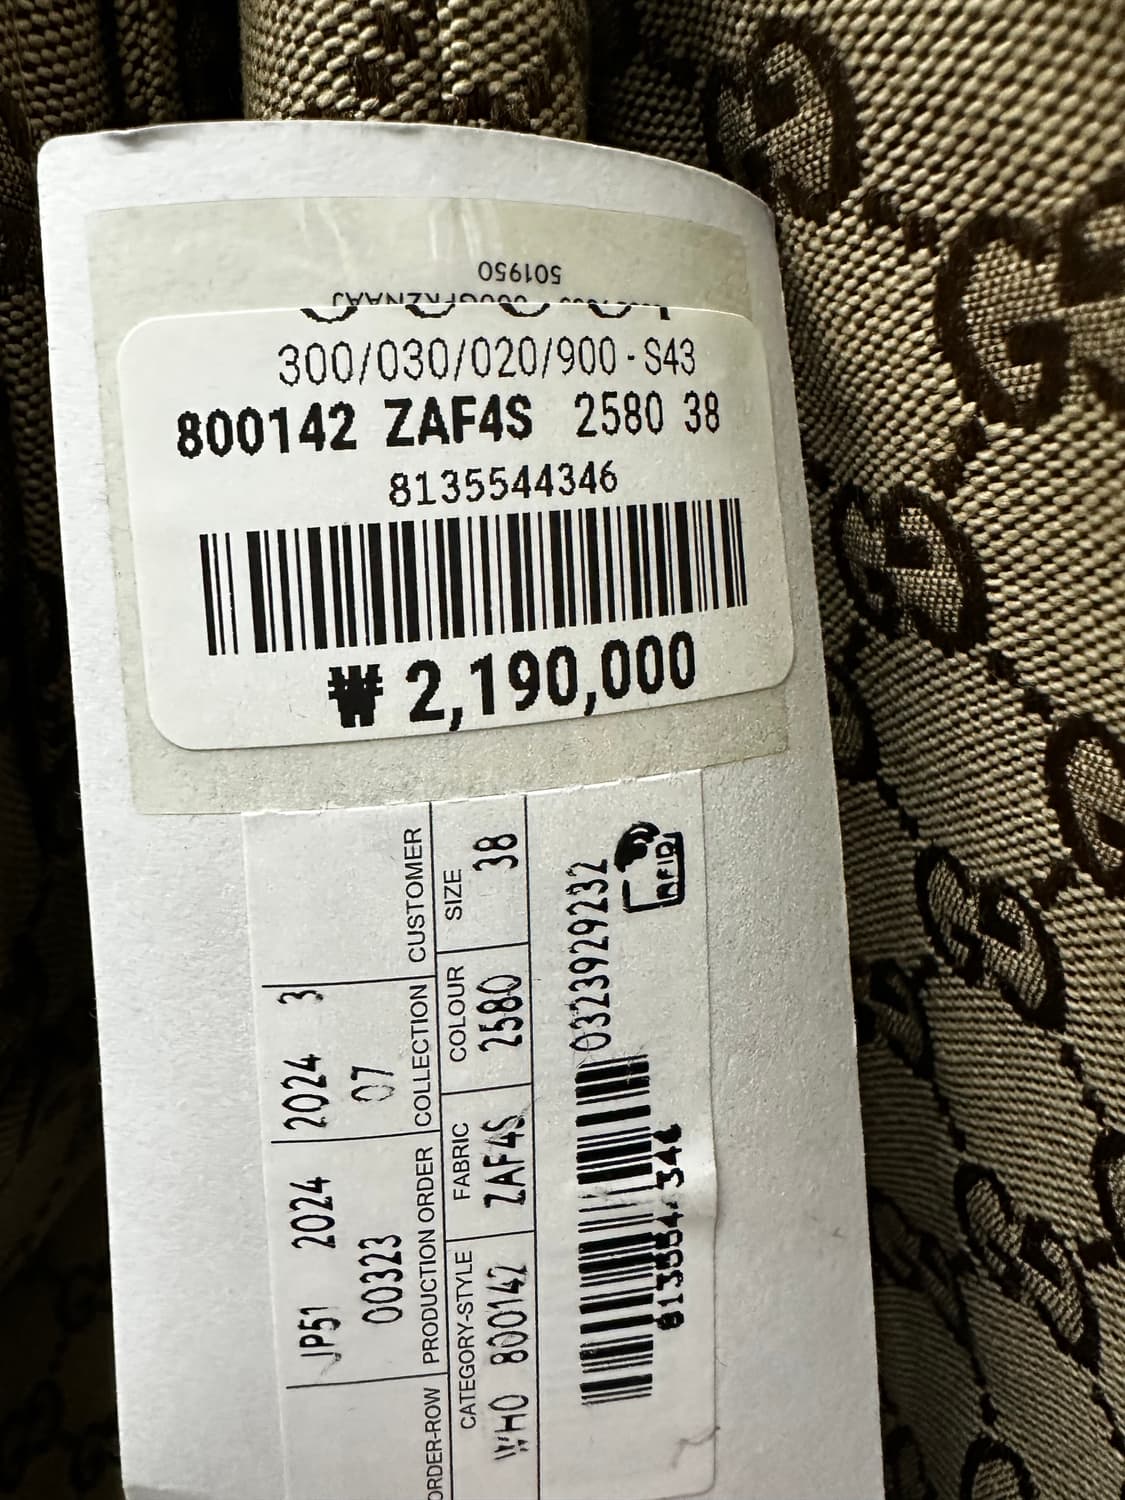 501950
300/030/020/900 - S43
800142 ZAF4S 2580 38
8135544346
₩ 2,190,000
JP51 2024 2024 3
00323 07
ORDER-ROW PRODUCTION ORDER COLLECTION CUSTOMER
CATEGORY-STYLE FABRIC COLOUR SIZE
WHO 800142 ZAF4S 2580 38
0323929232
RFID